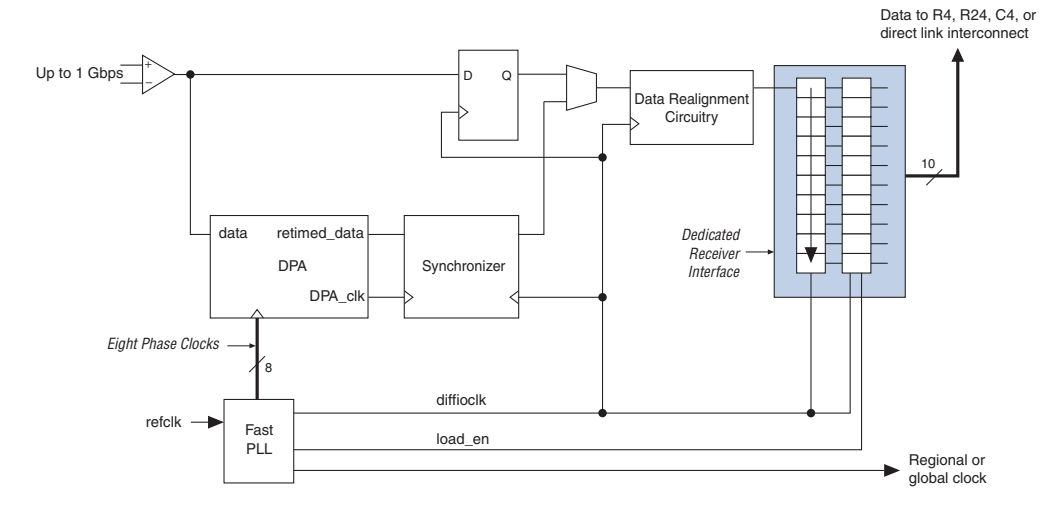 Data to R4, R24, C4, or
direct link interconnect
Up to 1 Gbps
+
−
D
Q
Data Realignment
Circuitry
10
data
retimed_data
DPA
DPA_clk
Synchronizer
Dedicated
Receiver
Interface
Eight Phase Clocks
8
refclk
Fast
PLL
diffioclk
load_en
Regional or
global clock